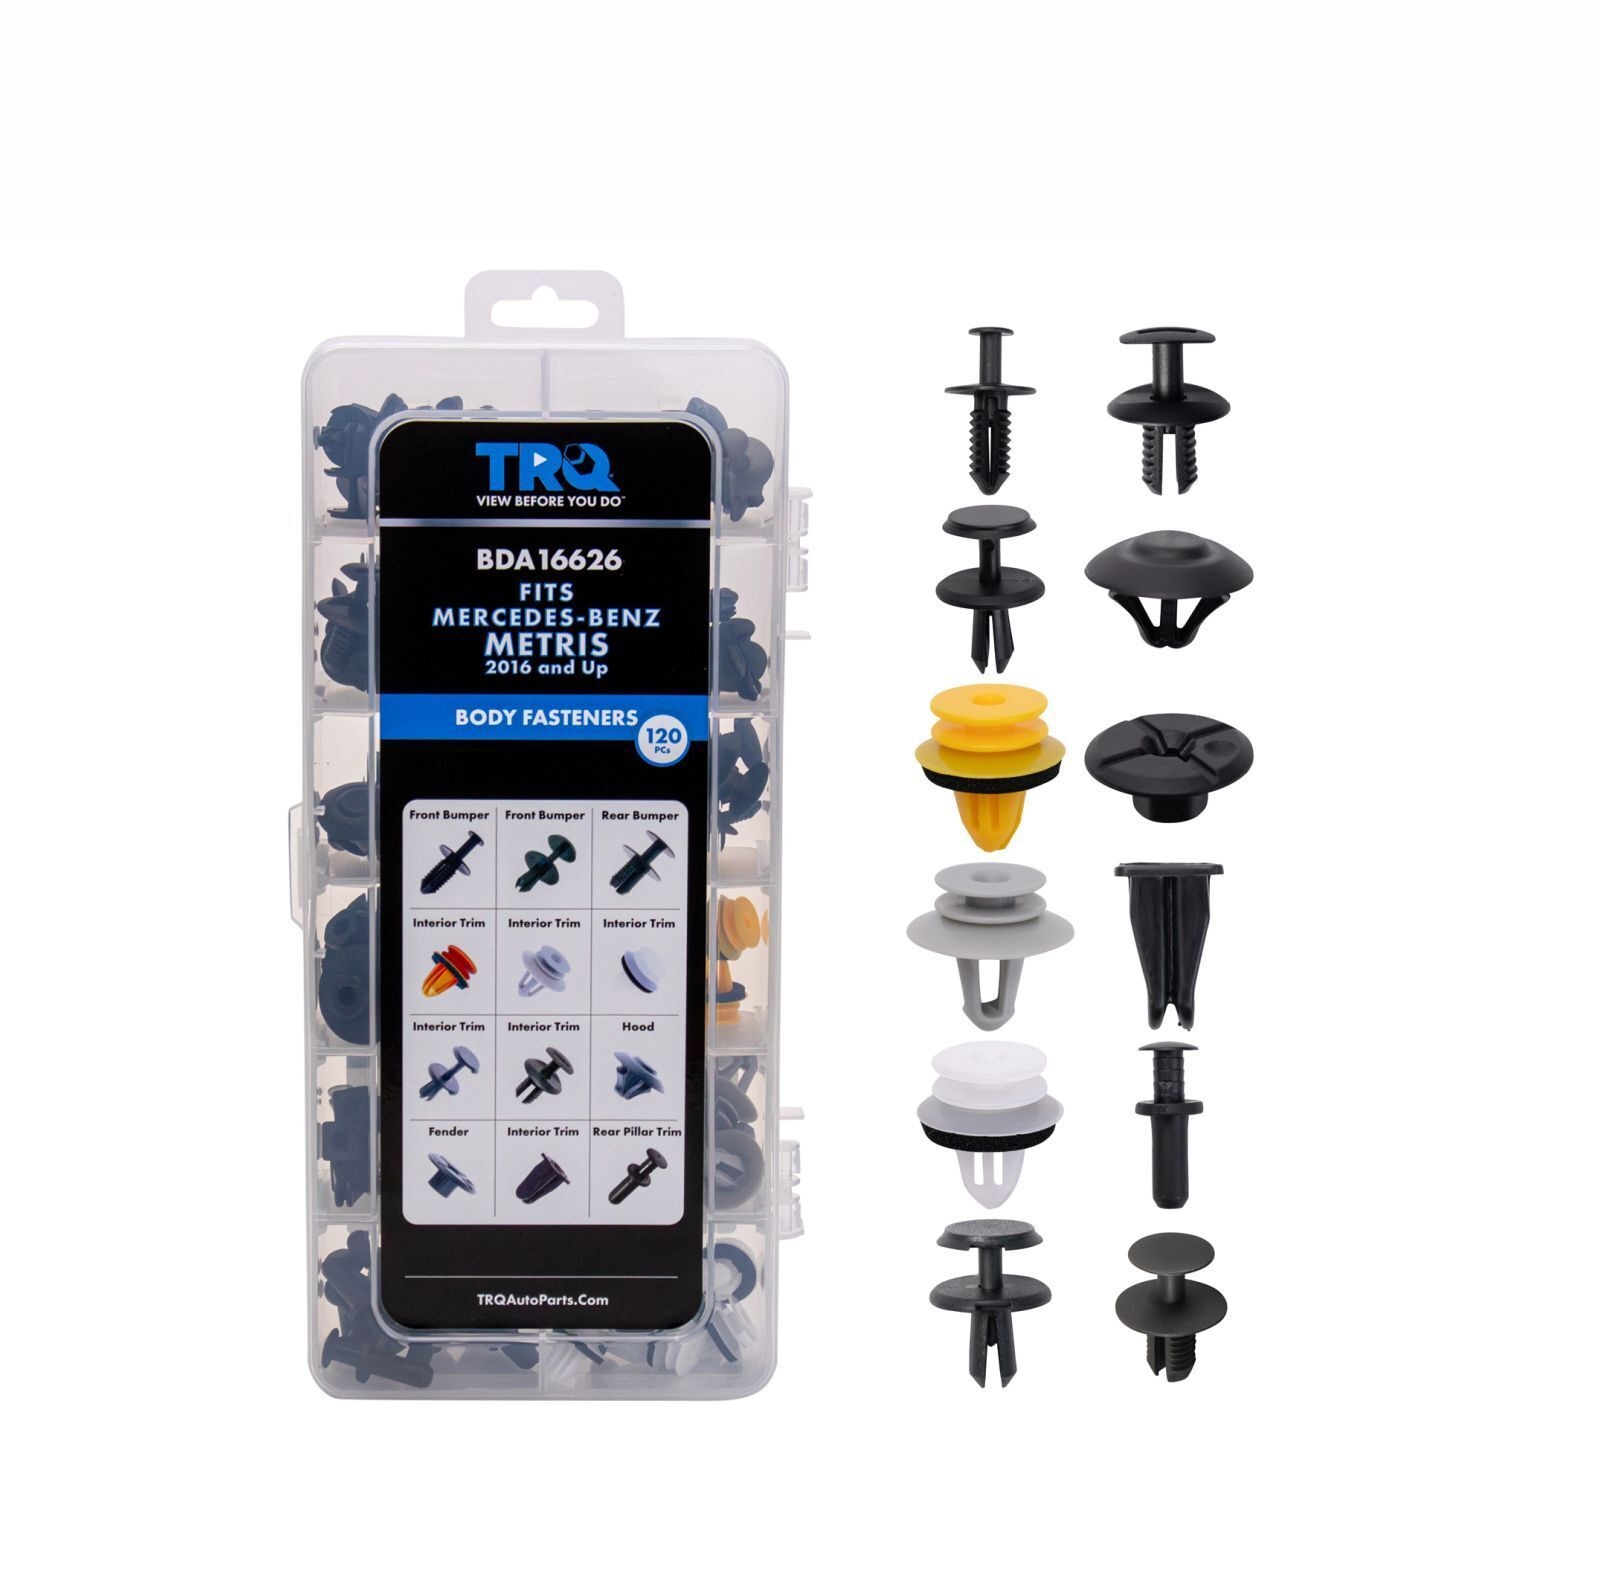 TRQ
VIEW BEFORE YOU DO™
BDA16626
FITS
MERCEDES-BENZ
METRIS
2016 and Up
BODY FASTENERS
120
PCs
Front Bumper Front Bumper Rear Bumper
Interior Trim Interior Trim Interior Trim
Interior Trim Interior Trim Hood
Fender Interior Trim Rear Pillar Trim
TRQAutoParts.Com